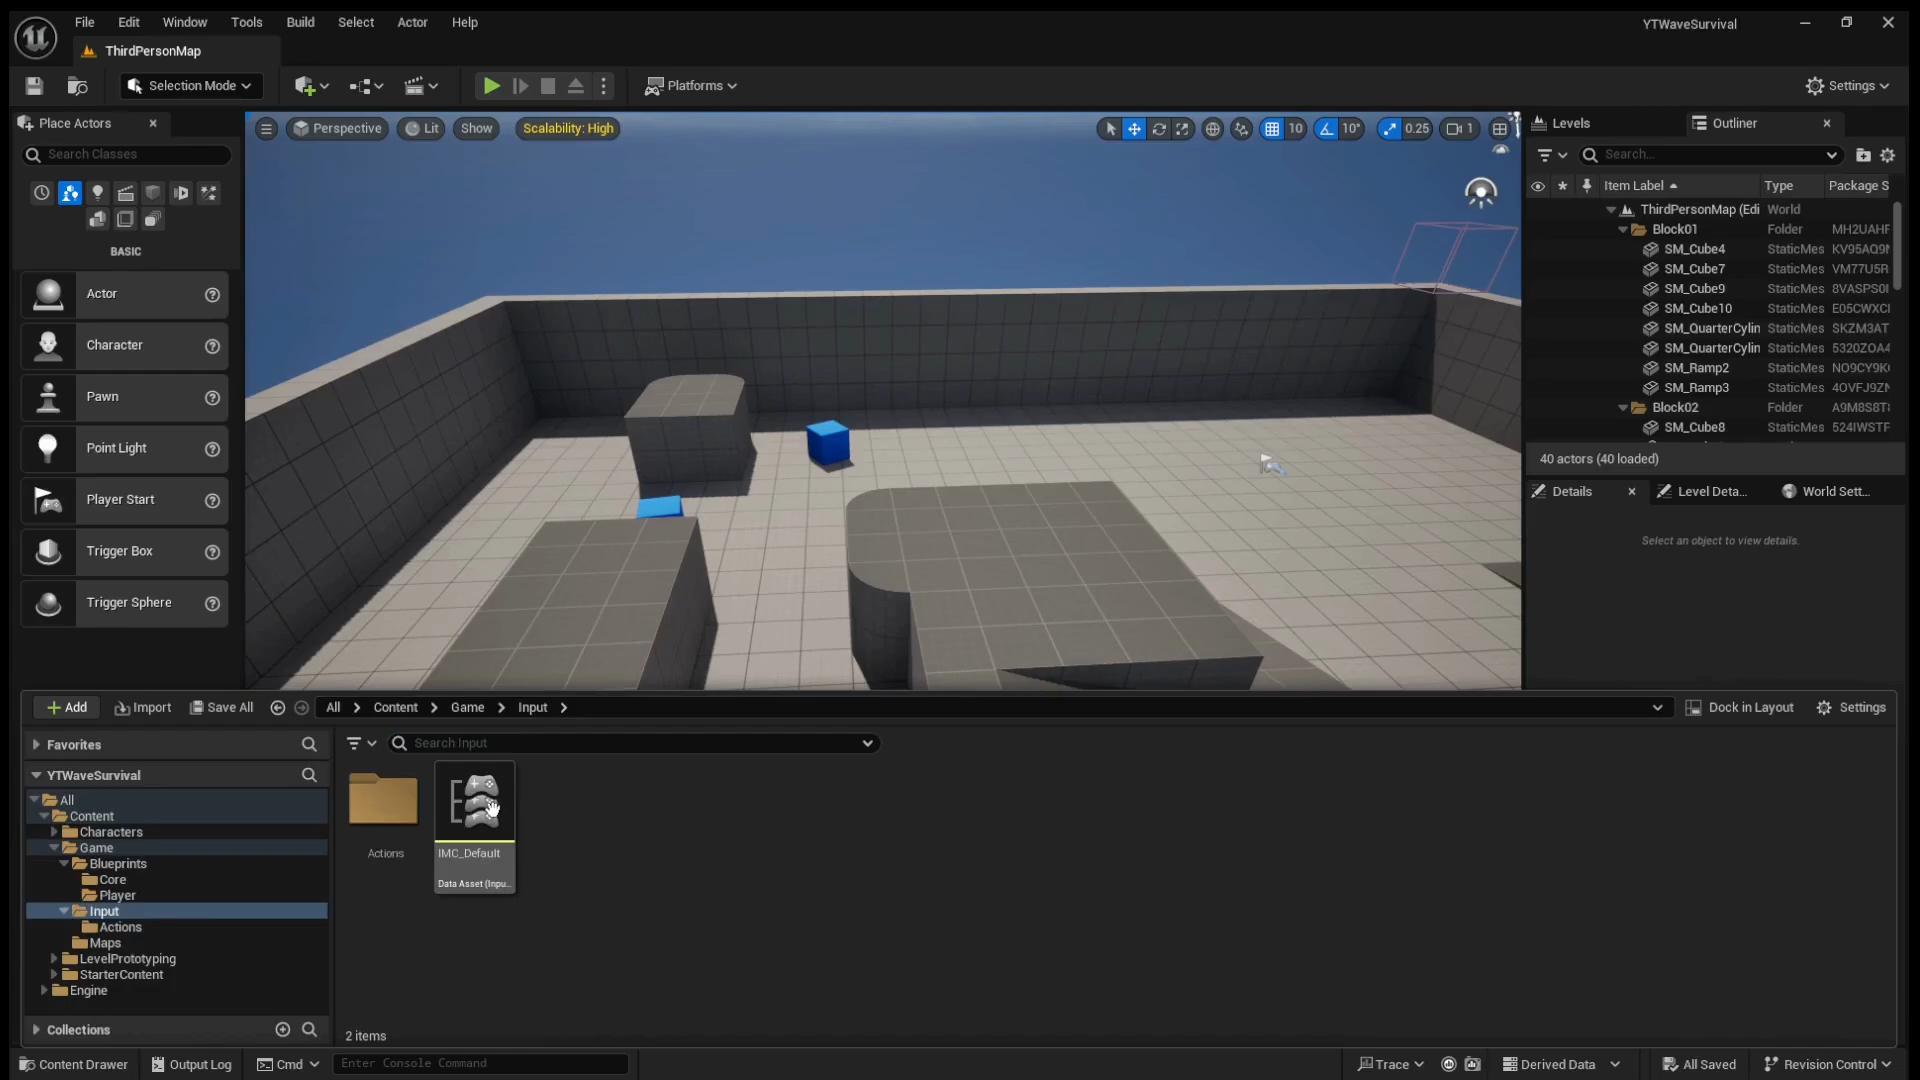 File Edit Window Tools Build Select Actor Help
YTWaveSurvival
ThirdPersonMap
Selection Mode
Platforms
Settings
Place Actors
Search Classes
BASIC
Actor
Character
Pawn
Point Light
Player Start
Trigger Box
Trigger Sphere
Perspective Lit Show Scalability: High
10 10° 0.25 1
Levels Outliner
Search...
Item Label Type Package S
ThirdPersonMap (Edi World
Block01 Folder MH2UAHF
SM_Cube4 StaticMes KV95AQ9
SM_Cube7 StaticMes VM77U5R
SM_Cube9 StaticMes 8VASPS0
SM_Cube10 StaticMes E05CWXC
SM_QuarterCylin StaticMes SKZM3AT
SM_QuarterCylin StaticMes 5320ZOA4
SM_Ramp2 StaticMes NO9CY9K
SM_Ramp3 StaticMes 4OVFJ9Z
Block02 Folder A9M8S8T
SM_Cube8 StaticMes 524IWSTF
40 actors (40 loaded)
Details Level Deta... World Sett...
Select an object to view details.
Add Import Save All All Content Game Input Dock in Layout Settings
Favorites
YTWaveSurvival
All
Content
Characters
Game
Blueprints
Core
Player
Input
Actions
Maps
LevelPrototyping
StarterContent
Engine
Collections
Search Input
Actions
IMC_Default
Data Asset (Inpu...
2 items
Content Drawer Output Log Cmd Enter Console Command Trace Derived Data All Saved Revision Control